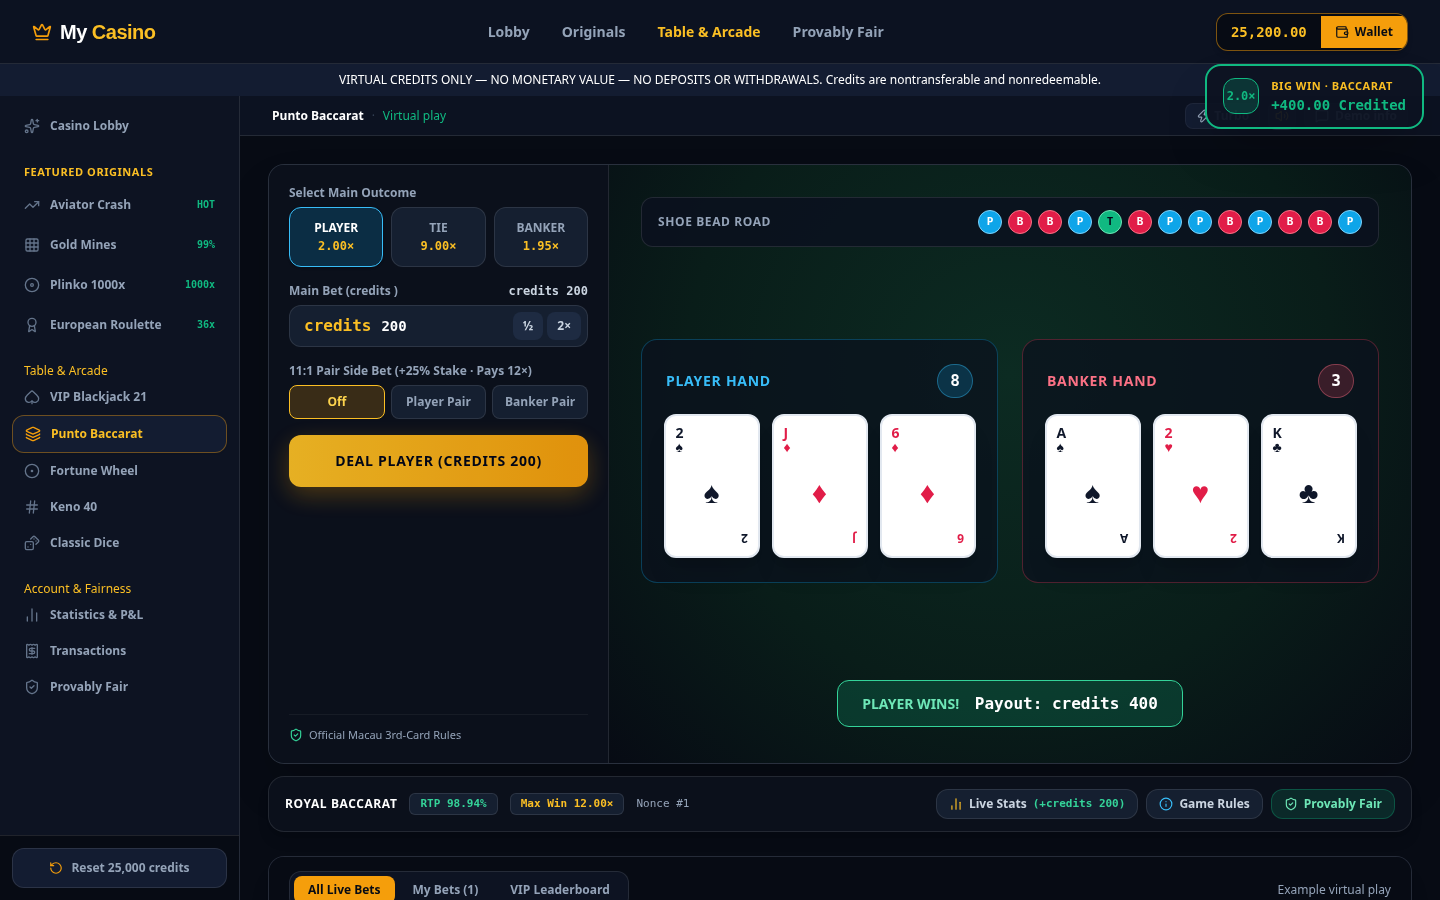 My Casino
Lobby
Originals
Table & Arcade
Provably Fair
25,200.00
Wallet
VIRTUAL CREDITS ONLY — NO MONETARY VALUE — NO DEPOSITS OR WITHDRAWALS. Credits are nontransferable and nonredeemable.
2.0×
BIG WIN · BACCARAT
+400.00 Credited
Casino Lobby
FEATURED ORIGINALS
Aviator Crash
HOT
Gold Mines
99%
Plinko 1000x
1000x
European Roulette
36x
Table & Arcade
VIP Blackjack 21
Punto Baccarat
Fortune Wheel
Keno 40
Classic Dice
Account & Fairness
Statistics & P&L
Transactions
Provably Fair
Reset 25,000 credits
Punto Baccarat · Virtual play
Select Main Outcome
PLAYER
2.00×
TIE
9.00×
BANKER
1.95×
Main Bet (credits )
credits 200
credits 200
½
2×
11:1 Pair Side Bet (+25% Stake · Pays 12×)
Off
Player Pair
Banker Pair
DEAL PLAYER (CREDITS 200)
Official Macau 3rd-Card Rules
SHOE BEAD ROAD
P B B P T B P P B P B B P
PLAYER HAND
8
2
2
J
J
6
6
BANKER HAND
3
A
A
2
2
K
K
PLAYER WINS! Payout: credits 400
ROYAL BACCARAT
RTP 98.94%
Max Win 12.00×
Nonce #1
Live Stats (+credits 200)
Game Rules
Provably Fair
All Live Bets
My Bets (1)
VIP Leaderboard
Example virtual play